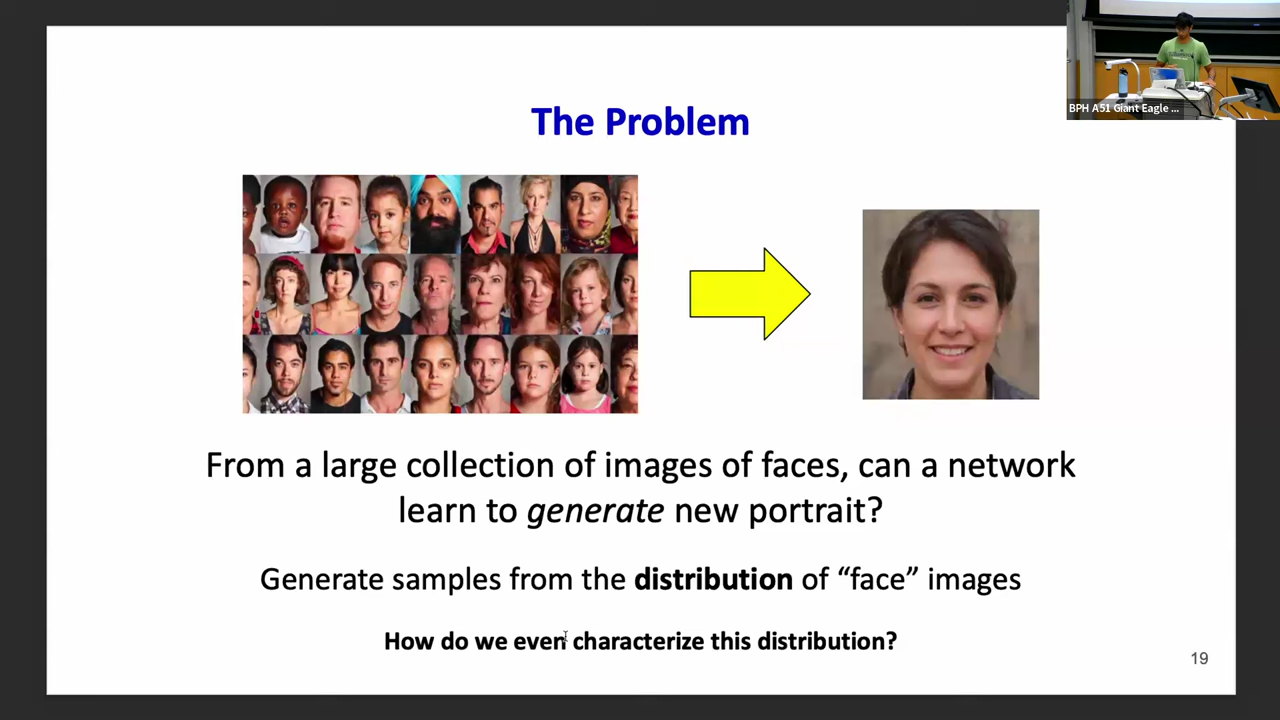 The Problem
BPH A51 Giant Eagle ...
From a large collection of images of faces, can a network
learn to generate new portrait?
Generate samples from the distribution of “face” images
How do we even characterize this distribution?
19